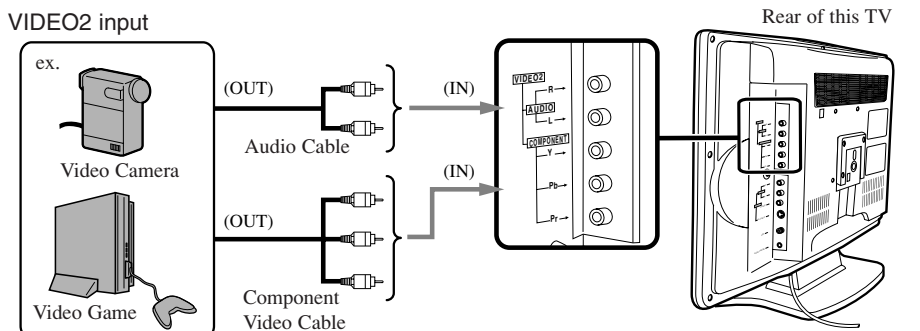 VIDEO2 input
Rear of this TV
ex.
(OUT)
(IN)
Audio Cable
Video Camera
(OUT)
(IN)
Component
Video Cable
Video Game
VIDEO2
R
AUDIO
L
COMPONENT
Y
Pb
Pr